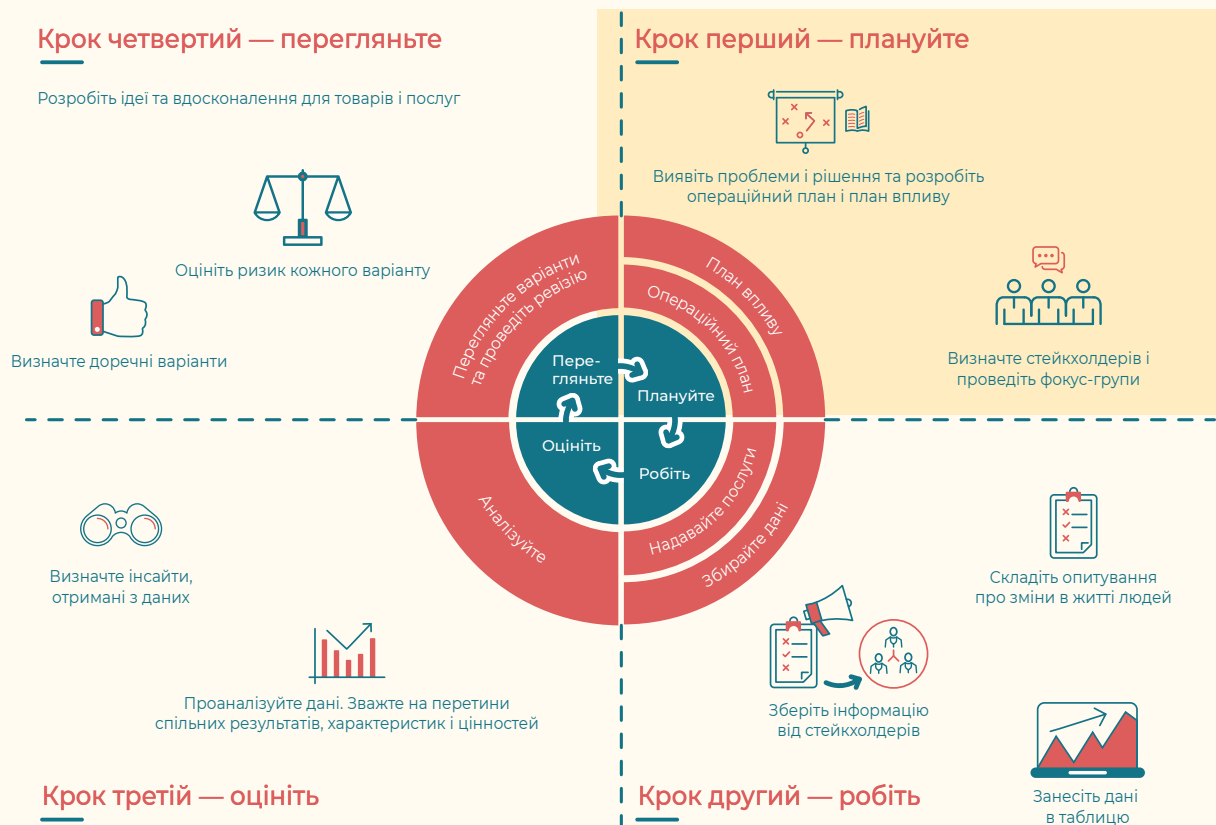 Крок четвертий — перегляньте
Розробіть ідеї та вдосконалення для товарів і послуг
Оцініть ризик кожного варіанту
Визначте доречні варіанти
Крок перший — плануйте
Виявіть проблеми і рішення та розробіть
операційний план і план впливу
Визначте стейкхолдерів і
проведіть фокус-групи
Перегляньте варіанти
та проведіть ревізію
План впливу
Операційний план
Пере-
гляньте
Плануйте
Оцініть
Робіть
Аналізуйте
Надавайте послуги
Збирайте дані
Визначте інсайти,
отримані з даних
Проаналізуйте дані. Зважте на перетини
спільних результатів, характеристик і цінностей
Крок третій — оцініть
Складіть опитування
про зміни в житті людей
Зберіть інформацію
від стейкхолдерів
Занесіть дані
в таблицю
Крок другий — робіть